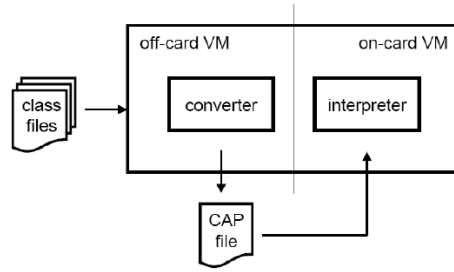 off-card VM
on-card VM
class
files
converter
interpreter
CAP
file